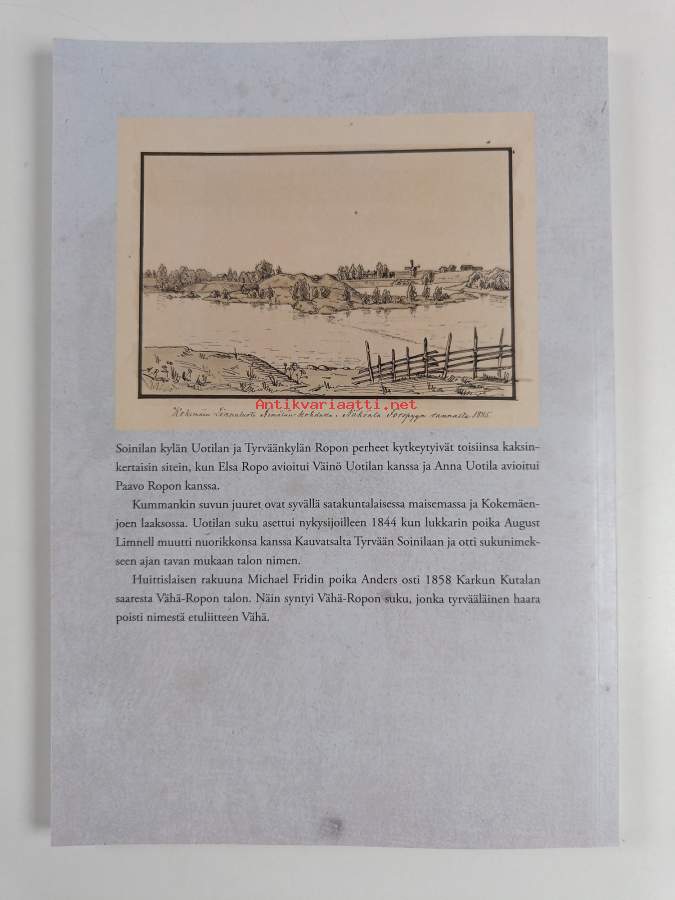 Antikvariaatti.net
Kokemäen Linnaluoto rannalta 1885
Soinilan kylän Uotilan ja Tyrväänkylän Ropon perheet kytkeytyivät toisiinsa kaksin-
kertaisin sitein, kun Elsa Ropo avioitui Väinö Uotilan kanssa ja Anna Uotila avioitui
Paavo Ropon kanssa.
Kummankin suvun juuret ovat syvällä satakuntalaisessa maisemassa ja Kokemäen-
joen laaksossa. Uotilan suku asettui nykysijoilleen 1844 kun lukkarin poika August
Limnell muutti nuorikkonsa kanssa Kauvatsalta Tyrvään Soinilaan ja otti sukunimek-
seen ajan tavan mukaan talon nimen.
Huittislaisen rakuuna Michael Fridin poika Anders osti 1858 Karkun Kutalan
saaresta Vähä-Ropon talon. Näin syntyi Vähä-Ropon suku, jonka tyrvääläinen haara
poisti nimestä etuliitteen Vähä.